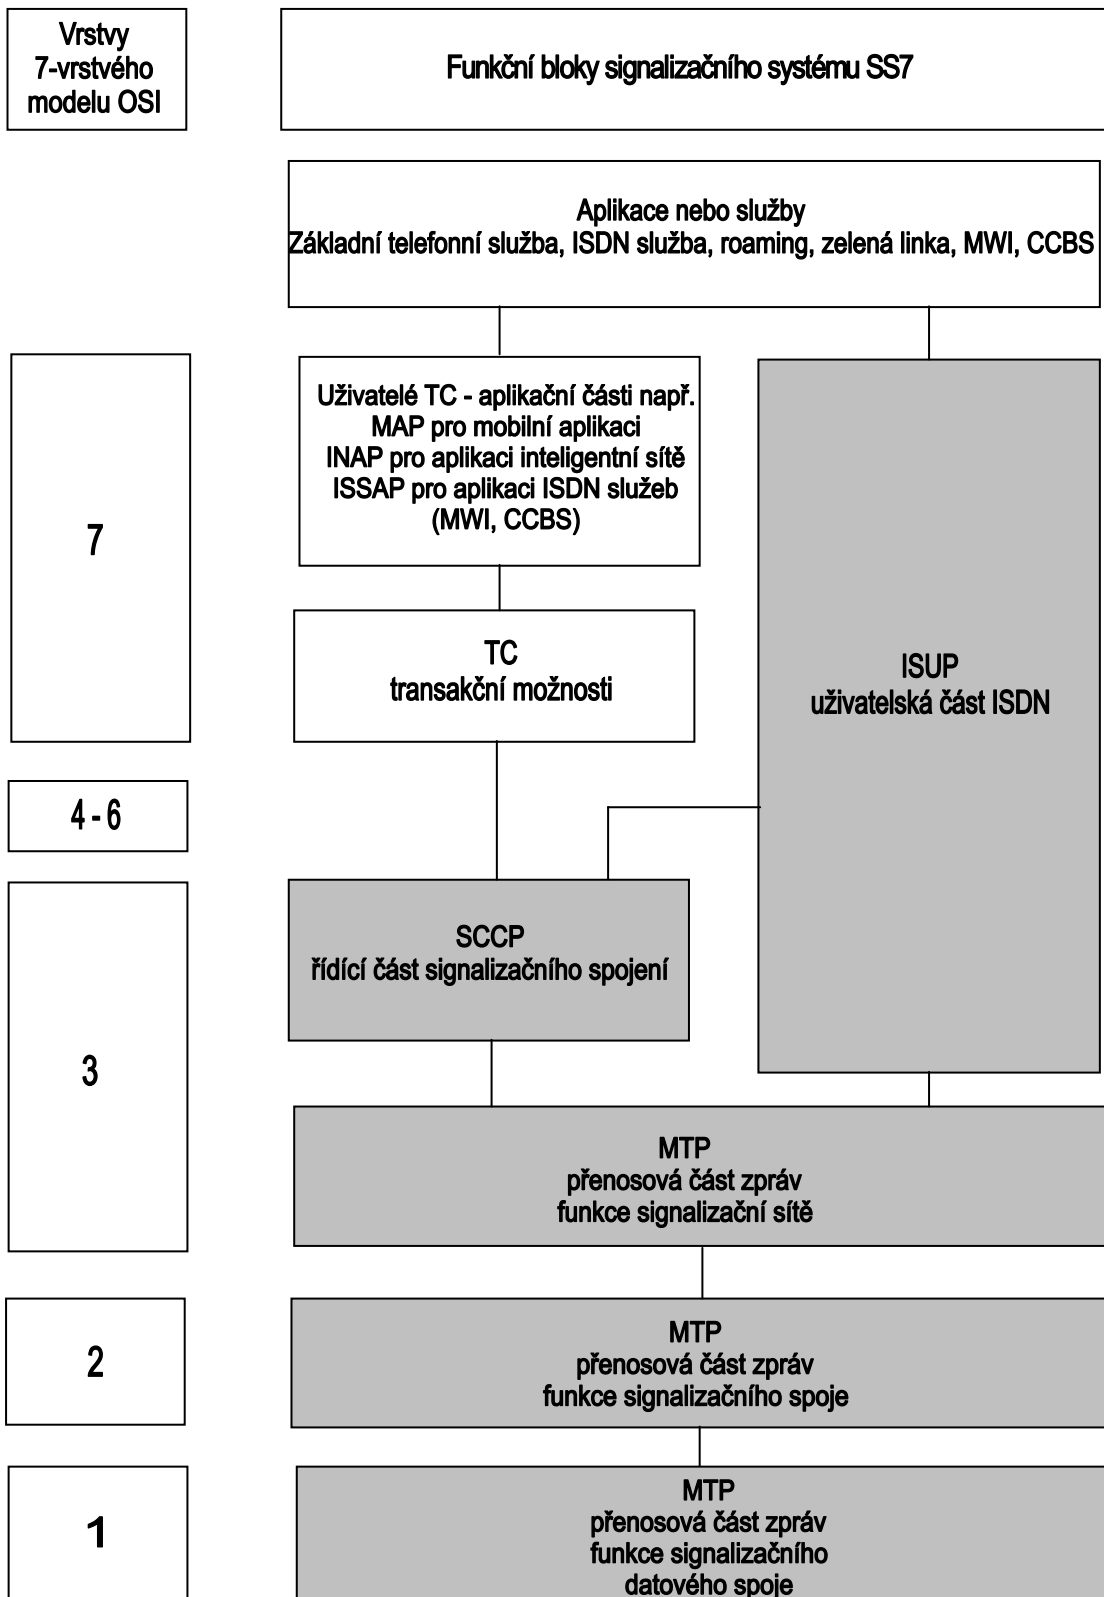 Vrstvy
7-vrstvého
modelu OSI
Funkční bloky signalizačního systému SS7
Aplikace nebo služby
Základní telefonní služba, ISDN služba, roaming, zelená linka, MWI, CCBS
7
Uživatelé TC - aplikační části např.
MAP pro mobilní aplikaci
INAP pro aplikaci inteligentní sítě
ISSAP pro aplikaci ISDN služeb
(MWI, CCBS)
TC
transakční možnosti
ISUP
uživatelská část ISDN
4 - 6
3
SCCP
řídící část signalizačního spojení
MTP
přenosová část zpráv
funkce signalizační sítě
2
MTP
přenosová část zpráv
funkce signalizačního spoje
1
MTP
přenosová část zpráv
funkce signalizačního
datového spoje